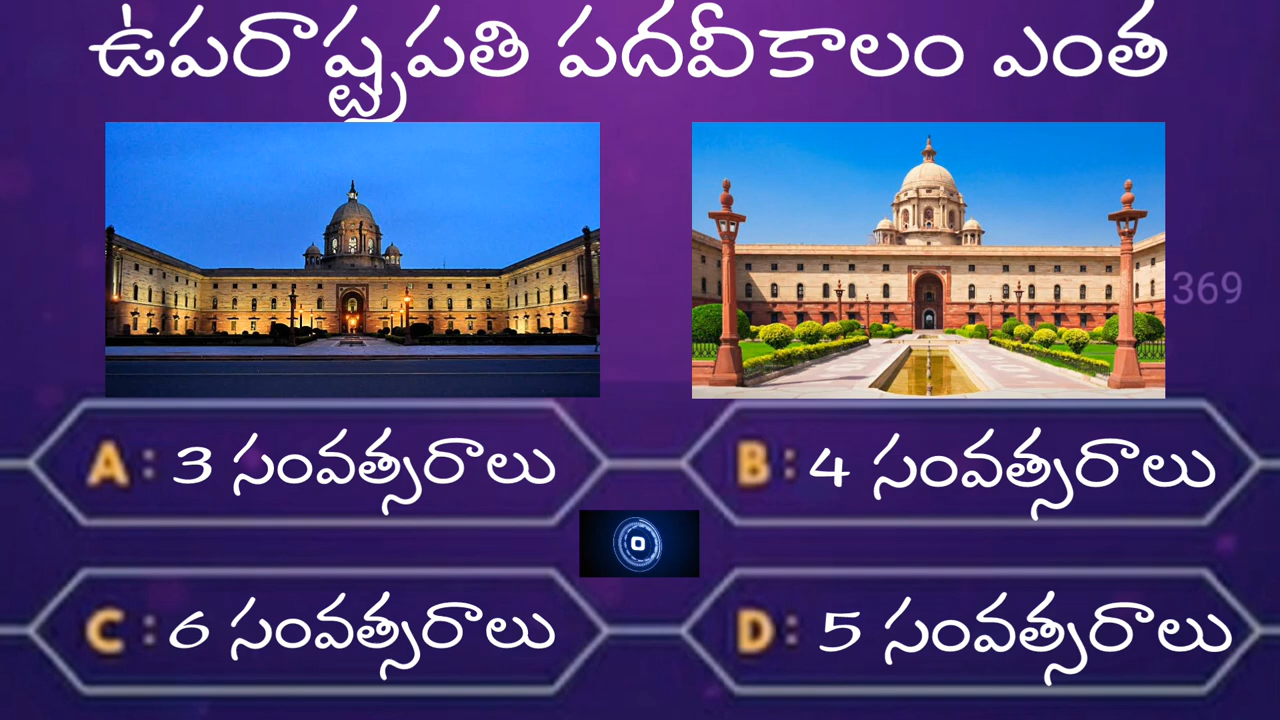 ఉపరాష్ట్రపతి పదవీకాలం ఎంత
369
A: 3 సంవత్సరాలు
B: 4 సంవత్సరాలు
C: 6 సంవత్సరాలు
D: 5 సంవత్సరాలు